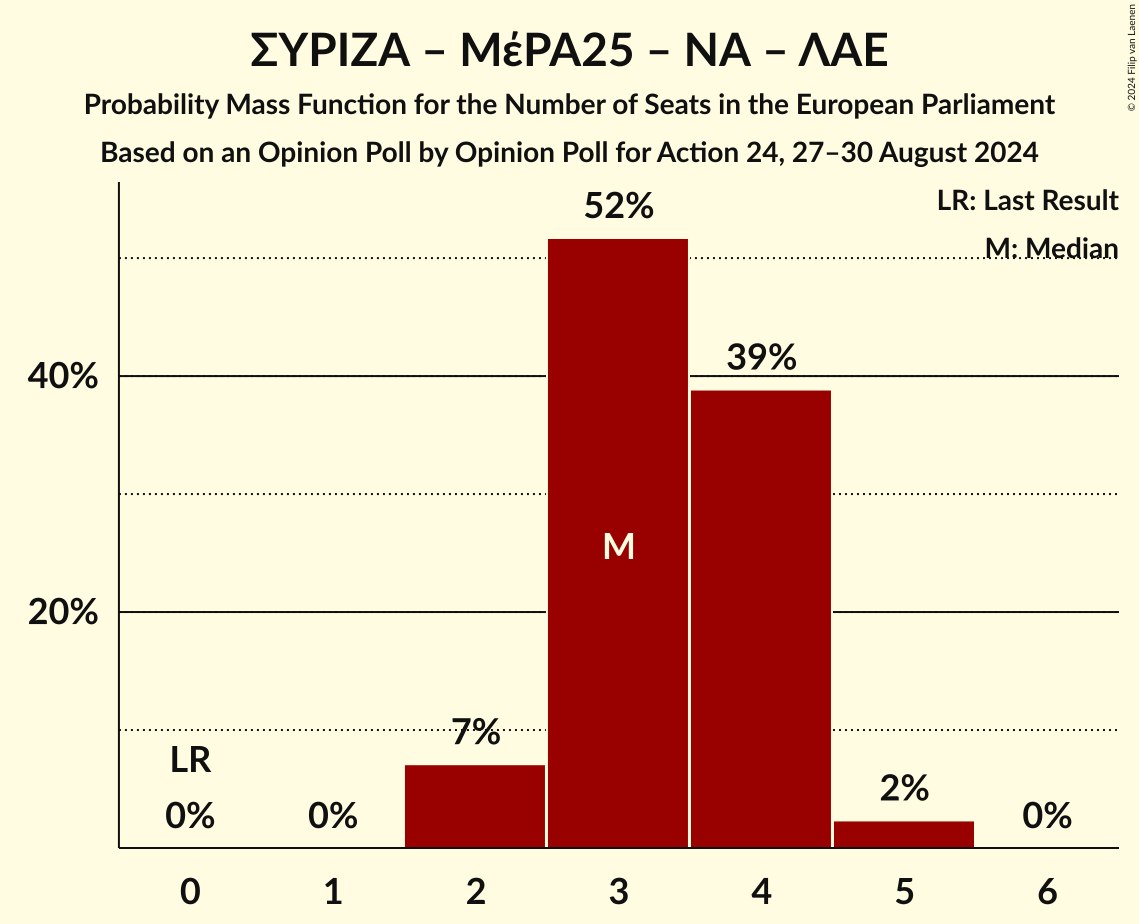 ΣΥΡΙΖΑ – ΜέΡΑ25 – ΝΑ – ΛΑΕ
Probability Mass Function for the Number of Seats in the European Parliament
Based on an Opinion Poll by Opinion Poll for Action 24, 27–30 August 2024
© 2024 Filip van Laenen
LR: Last Result
M: Median
52%
39%
40%
M
20%
7%
LR
2%
0%
0%
0%
0
1
2
3
4
5
6